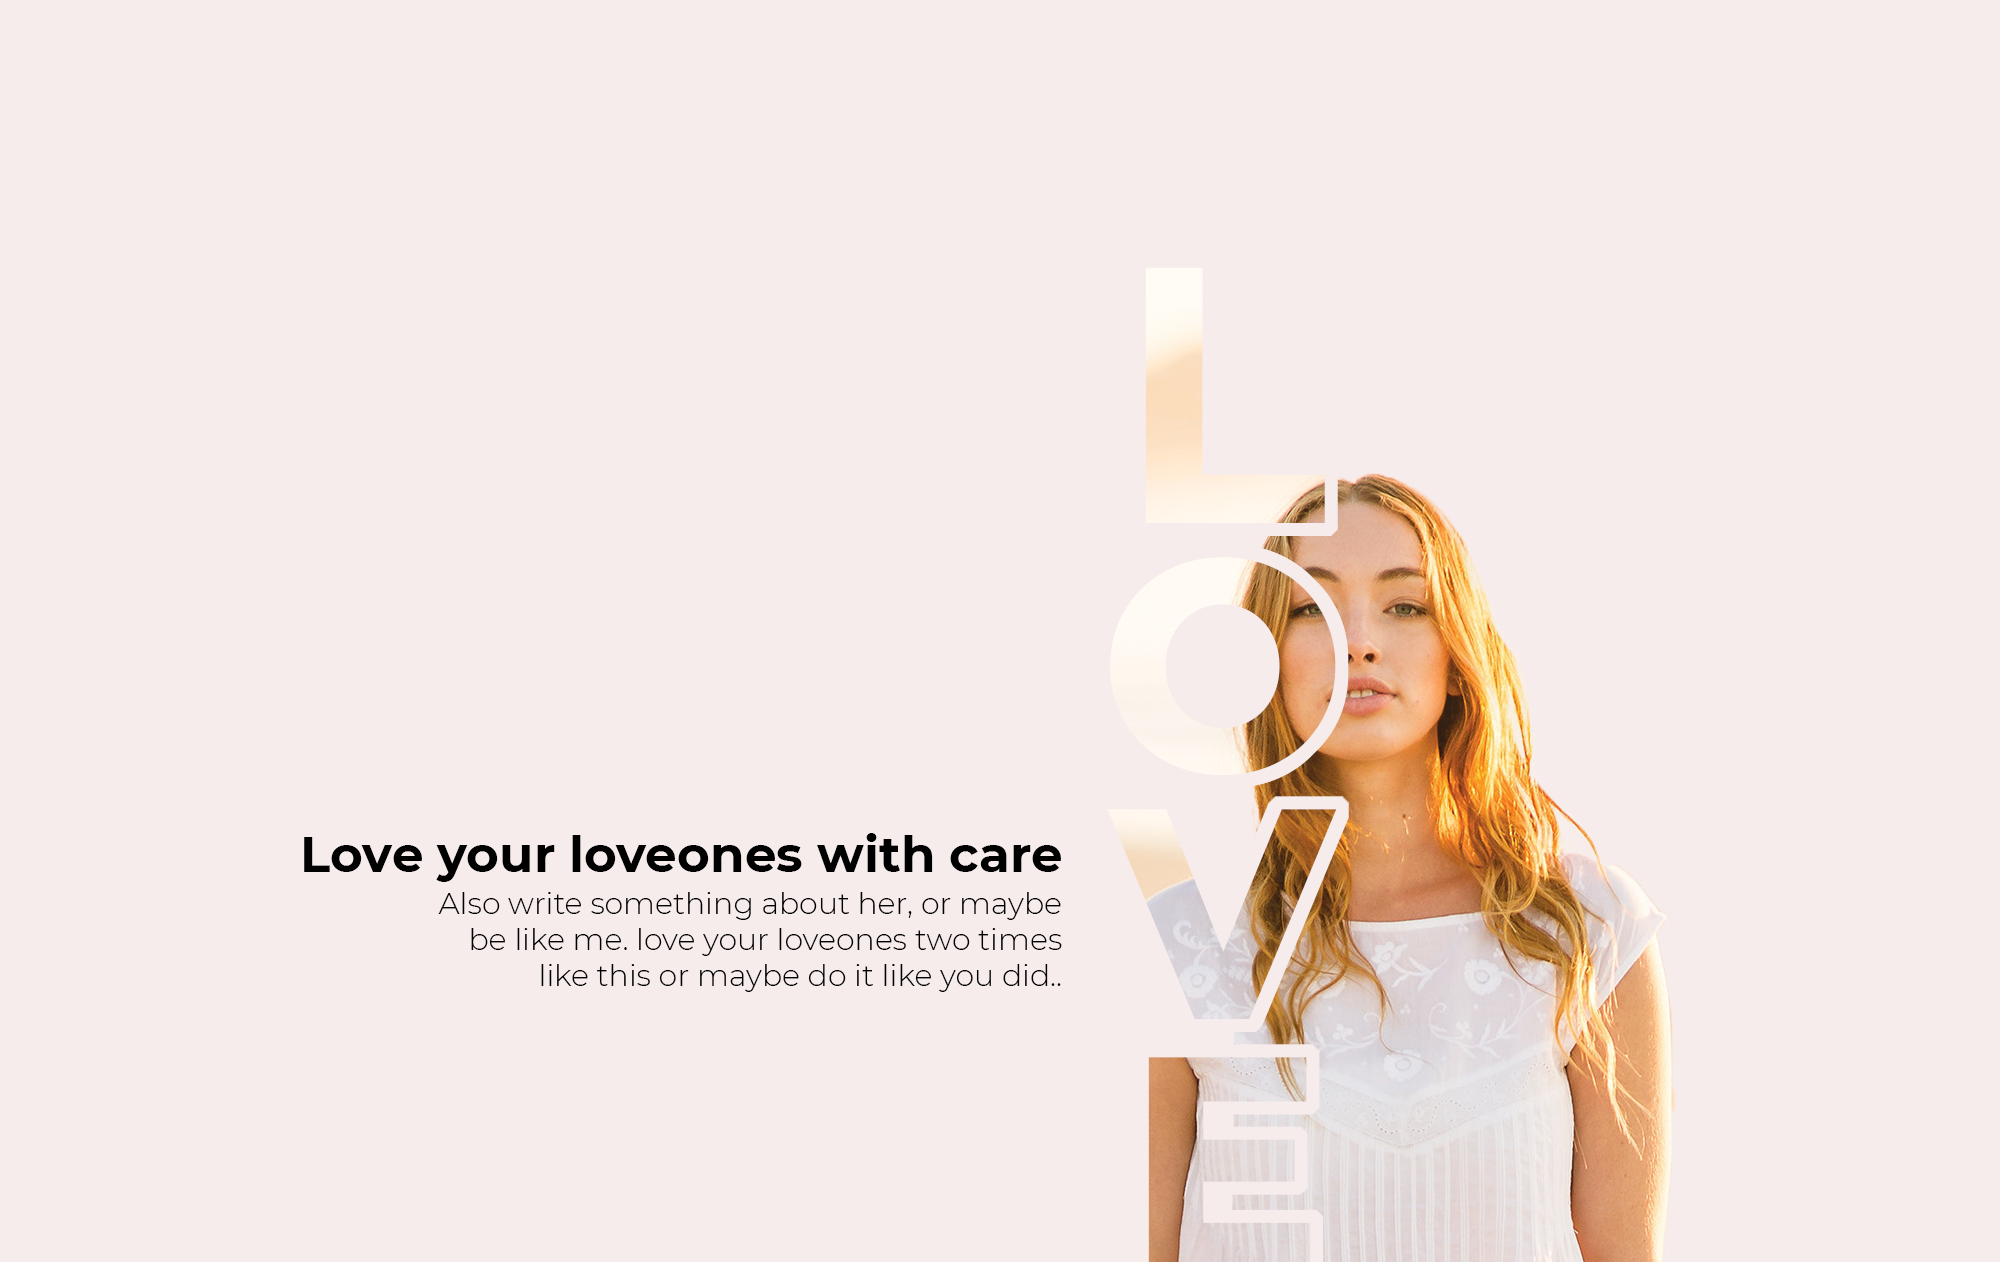 LOVE
Love your loveones with care
Also write something about her, or maybe
be like me. love your loveones two times
like this or maybe do it like you did..